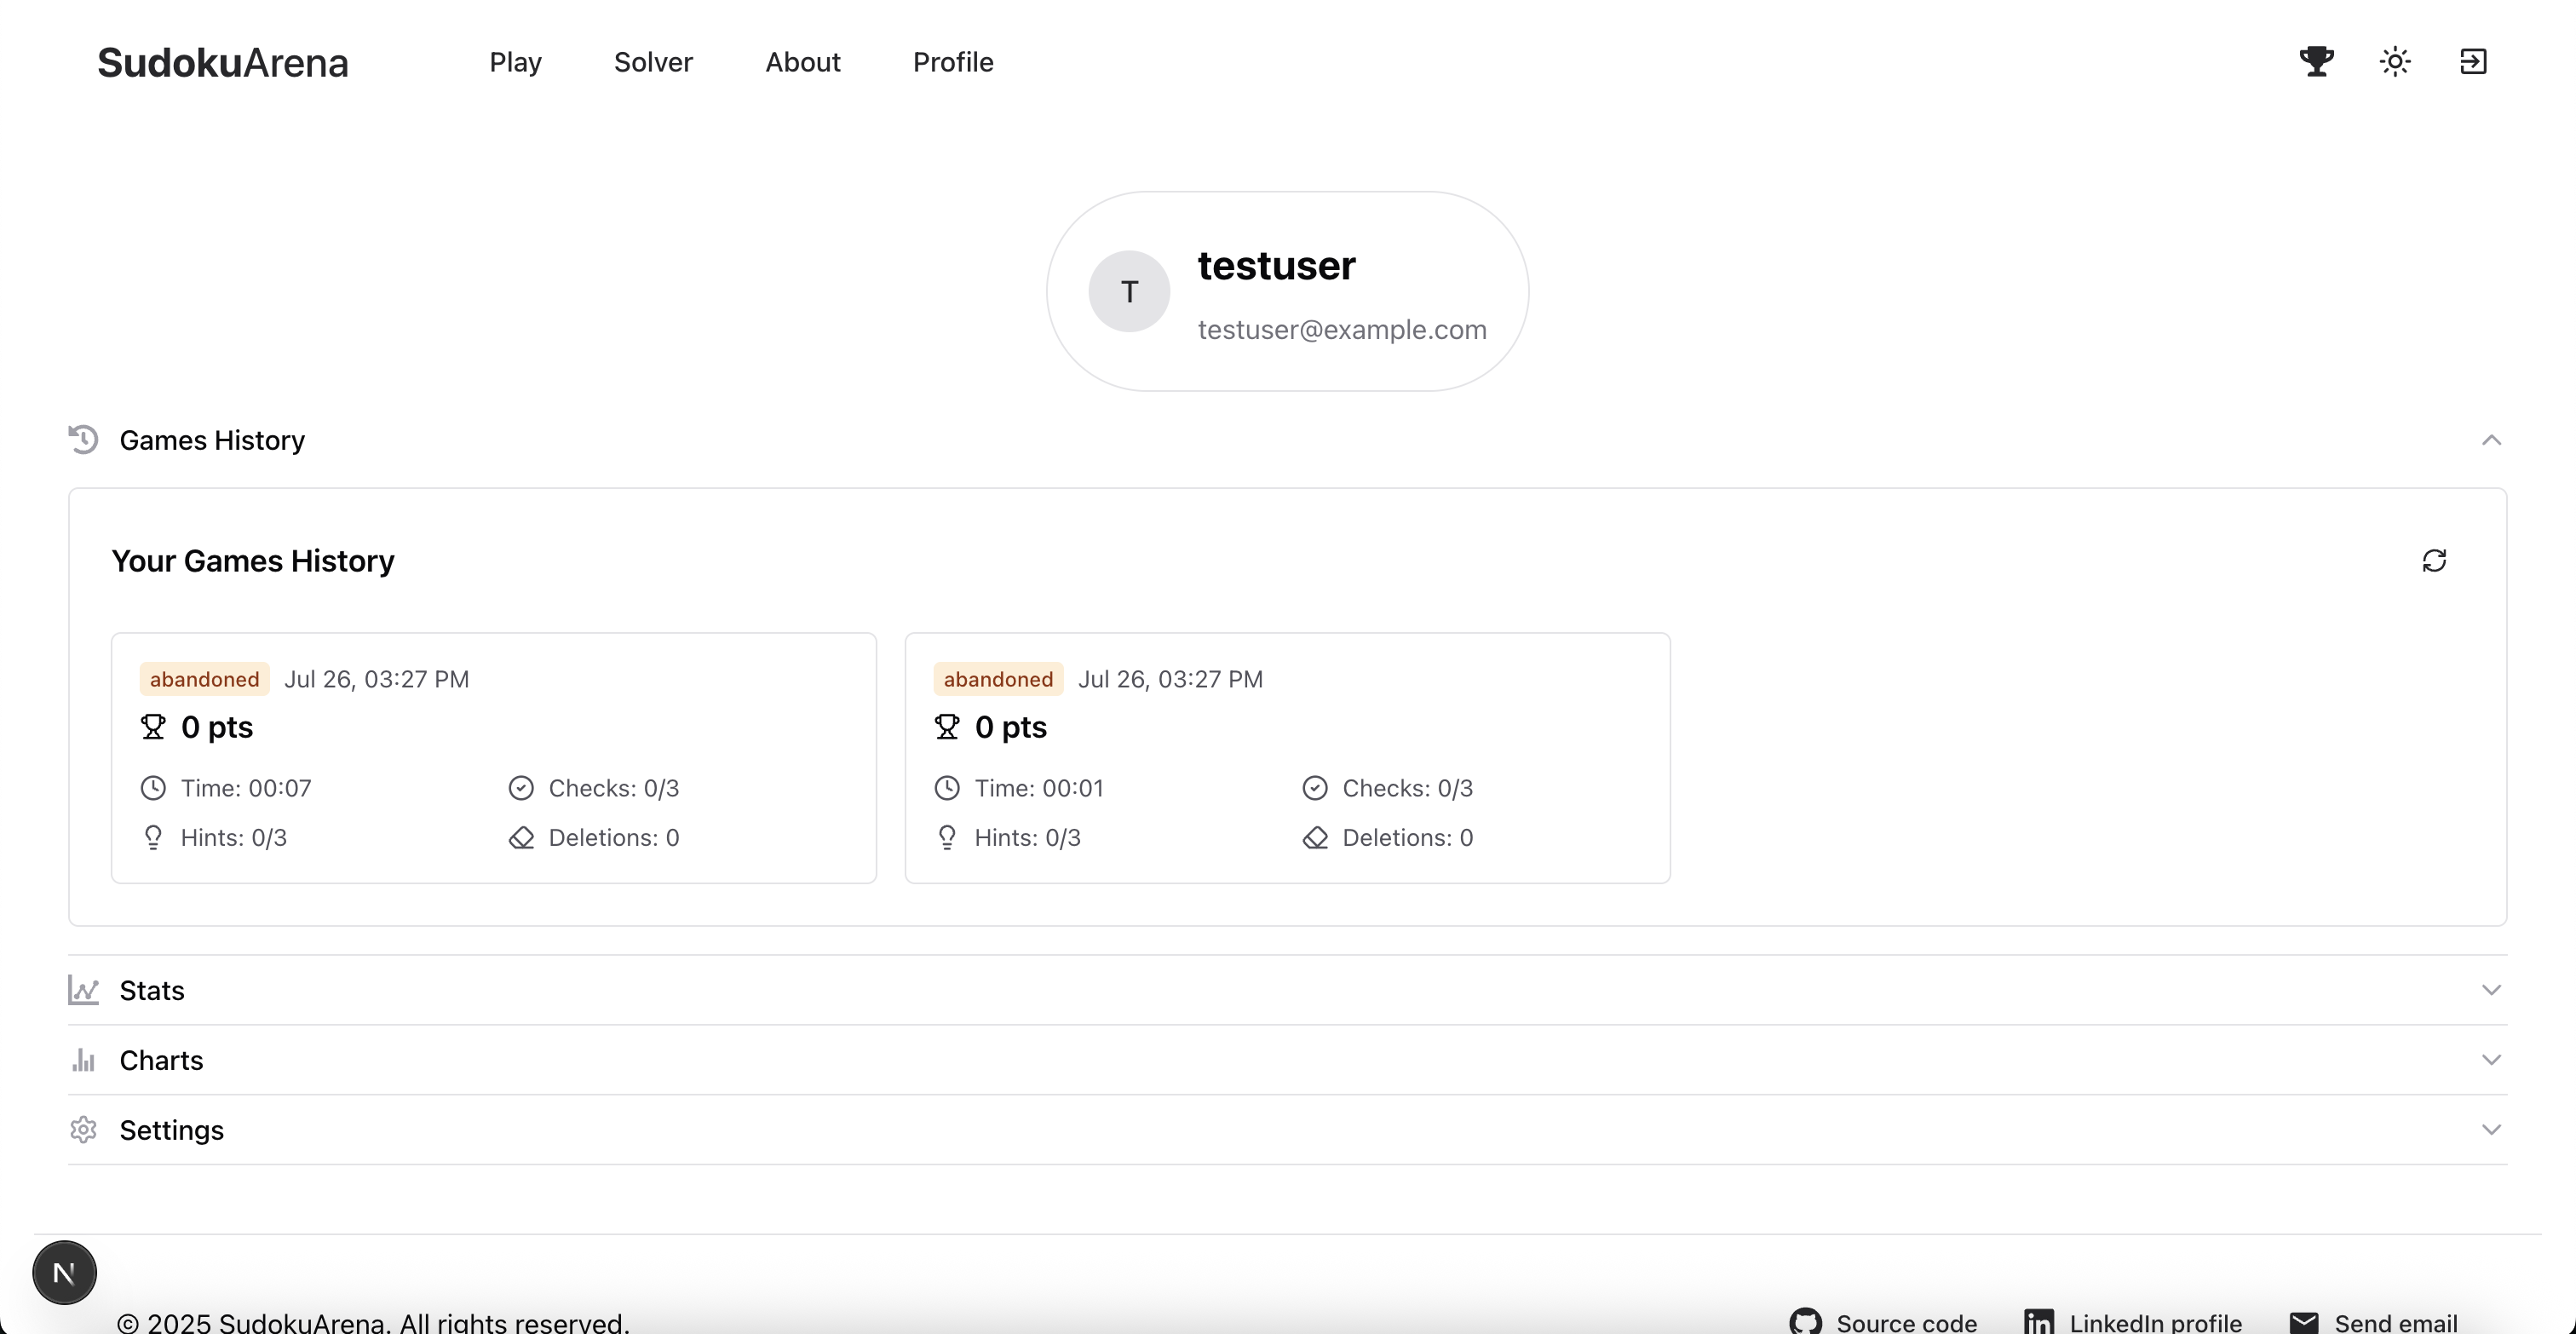 SudokuArena Play Solver About Profile
T
testuser
testuser@example.com
Games History
Your Games History
abandoned Jul 26, 03:27 PM
0 pts
Time: 00:07 Checks: 0/3
Hints: 0/3 Deletions: 0
abandoned Jul 26, 03:27 PM
0 pts
Time: 00:01 Checks: 0/3
Hints: 0/3 Deletions: 0
Stats
Charts
Settings
N
© 2025 SudokuArena. All rights reserved. Source code LinkedIn profile Send email